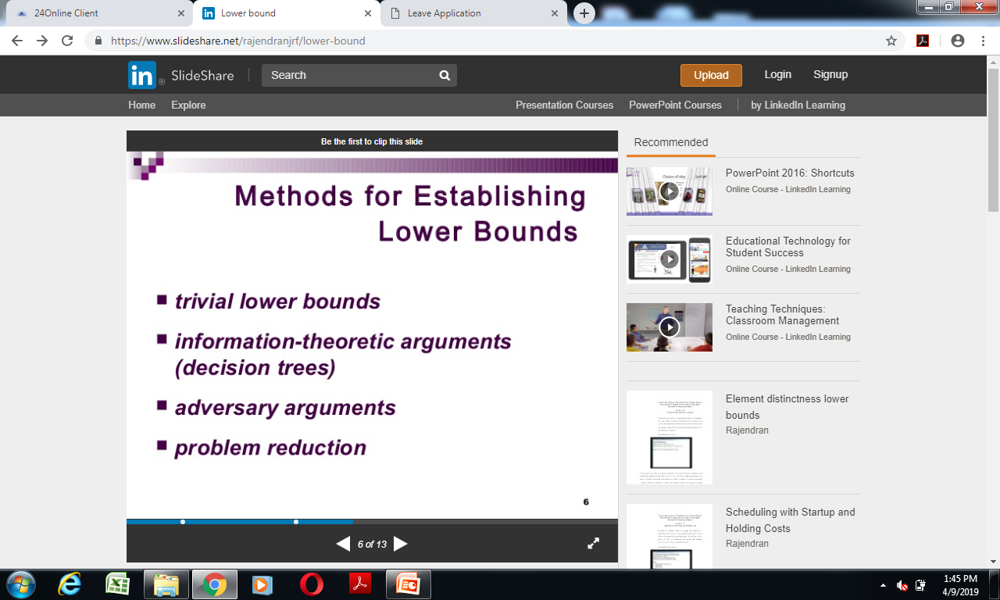 24Online Client
Lower bound
Leave Application
https://www.slideshare.net/rajendranjrf/lower-bound
in ® SlideShare
Search
Upload
Login
Signup
Home
Explore
Presentation Courses
PowerPoint Courses
by LinkedIn Learning
Be the first to clip this slide
Methods for Establishing
Lower Bounds
trivial lower bounds
information-theoretic arguments
(decision trees)
adversary arguments
problem reduction
6
6 of 13
Recommended
PowerPoint 2016: Shortcuts
Online Course - LinkedIn Learning
Educational Technology for
Student Success
Online Course - LinkedIn Learning
Teaching Techniques:
Classroom Management
Online Course - LinkedIn Learning
Element distinctness lower
bounds
Rajendran
Scheduling with Startup and
Holding Costs
Rajendran
1:45 PM
4/9/2019